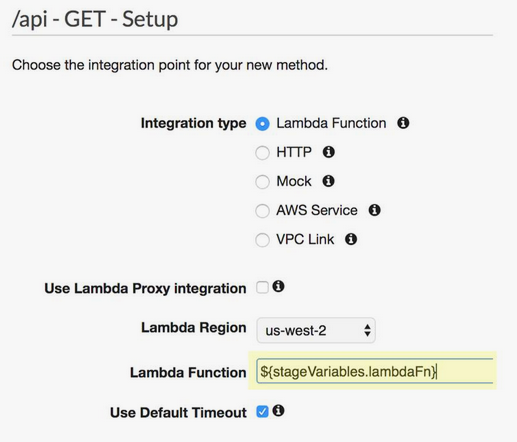 /api - GET - Setup
Choose the integration point for your new method.
Integration type Lambda Function
HTTP
Mock
AWS Service
VPC Link
Use Lambda Proxy integration
Lambda Region us-west-2
Lambda Function ${stageVariables.lambdaFn}
Use Default Timeout